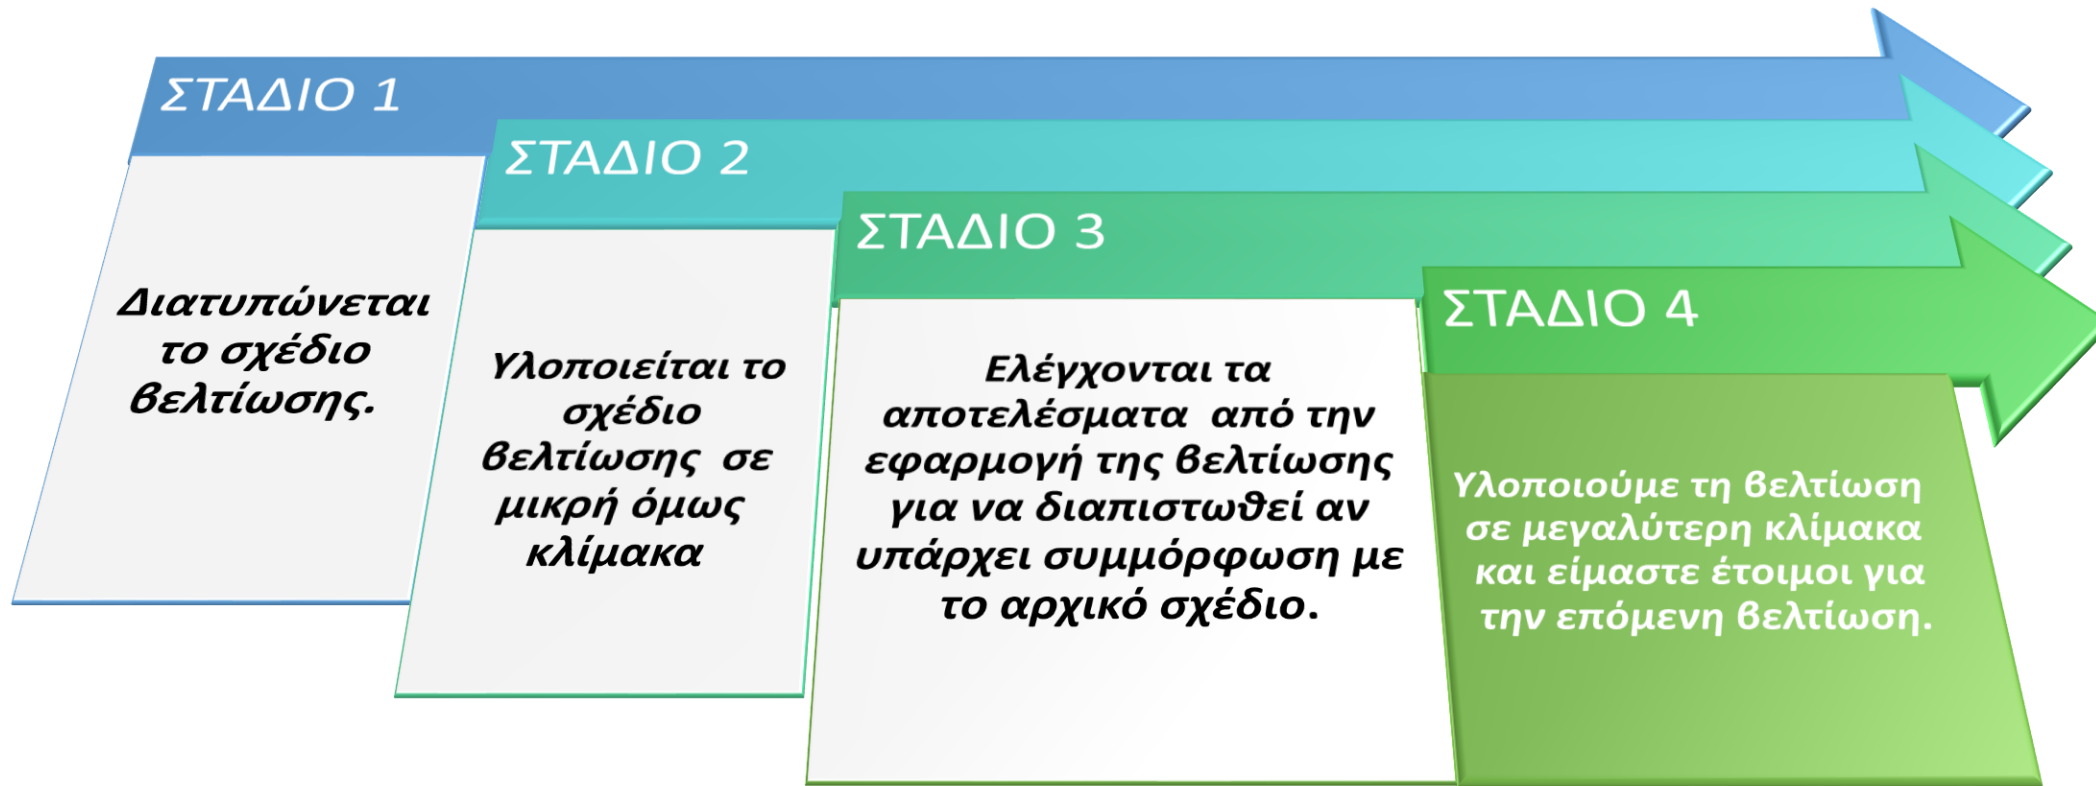 ΣΤΑΔΙΟ 1
Διατυπώνεται
το σχέδιο
βελτίωσης.
ΣΤΑΔΙΟ 2
Υλοποιείται το
σχέδιο
βελτίωσης σε
μικρή όμως
κλίμακα
ΣΤΑΔΙΟ 3
Ελέγχονται τα
αποτελέσματα από την
εφαρμογή της βελτίωσης
για να διαπιστωθεί αν
υπάρχει συμμόρφωση με
το αρχικό σχέδιο.
ΣΤΑΔΙΟ 4
Υλοποιούμε τη βελτίωση
σε μεγαλύτερη κλίμακα
και είμαστε έτοιμοι για
την επόμενη βελτίωση.